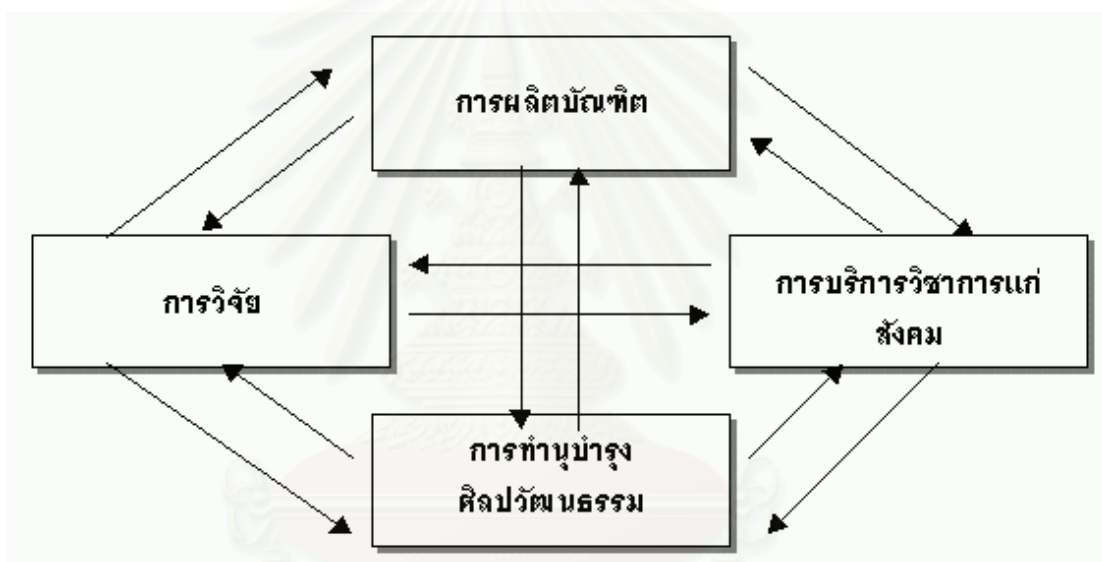 การผลิตบัณฑิต
การวิจัย
การบริการวิชาการแก่
สังคม
การทำนุบำรุง
ศิลปวัฒนธรรม